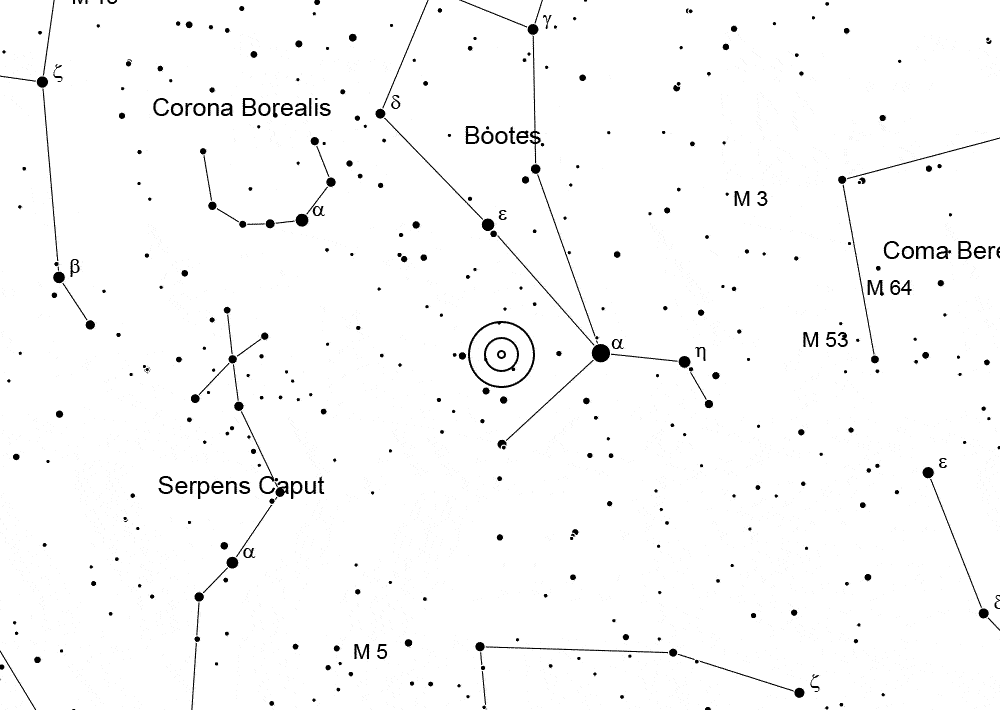 γ
ζ
δ
Corona Borealis
Boötes
M 3
ε
α
Coma Bere
β
M 64
M 53
α
η
ε
Serpens Caput
α
δ
M 5
ζ